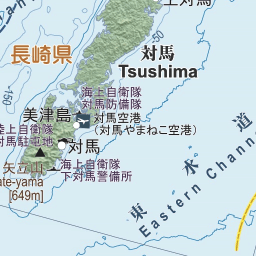 長崎県
対馬
Tsushima
-50
-150
海上自衛隊
対馬防備隊
美津島
対馬空港
(対馬やまねこ空港)
陸上自衛隊
対馬駐屯地
対馬
矢立山
ate-yama
[649m]
海上自衛隊
下対馬警備所
東水道
Eastern Chann